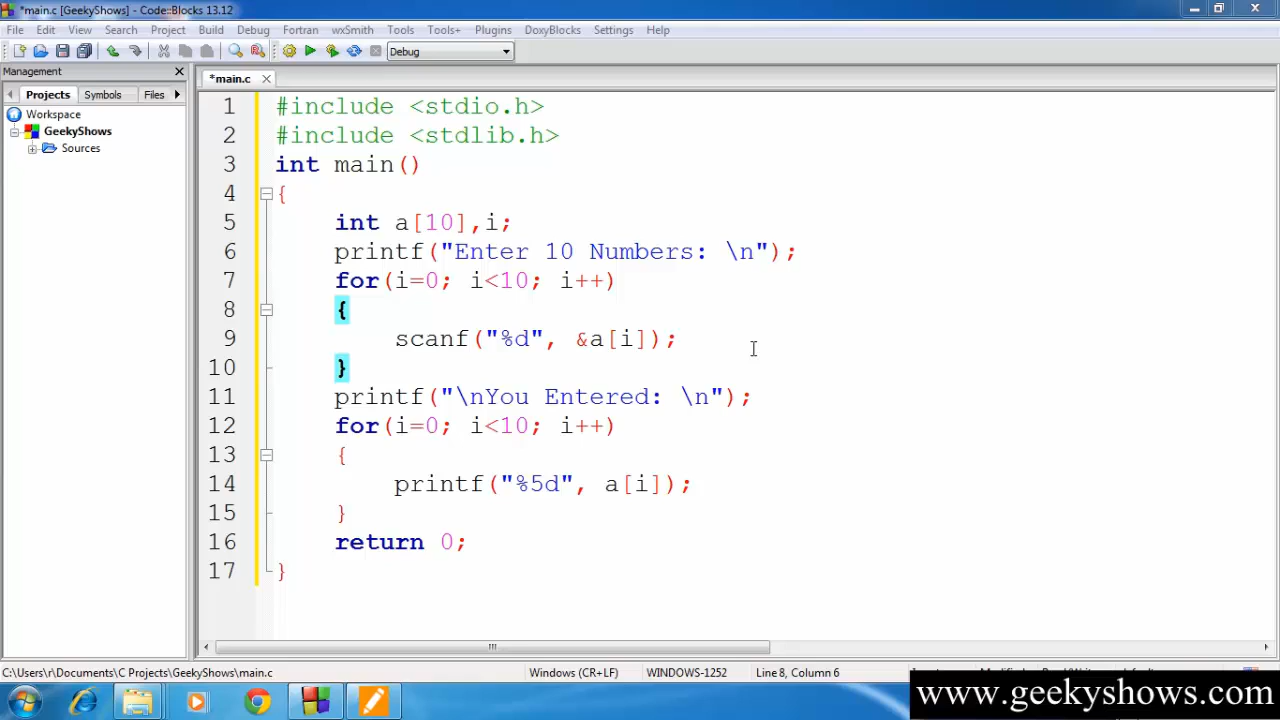 *main.c [GeekyShows] - Code::Blocks 13.12
File Edit View Search Project Build Debug Fortran wxSmith Tools Tools+ Plugins DoxyBlocks Settings Help
Debug
Management
*main.c
Projects Symbols Files
Workspace
GeekyShows
Sources
1 #include <stdio.h>
2 #include <stdlib.h>
3 int main()
4 {
5 int a[10],i;
6 printf("Enter 10 Numbers: \n");
7 for(i=0; i<10; i++)
8 {
9 scanf("%d", &a[i]);
10 }
11 printf("\nYou Entered: \n");
12 for(i=0; i<10; i++)
13 {
14 printf("%5d", a[i]);
15 }
16 return 0;
17 }
C:\Users\r\Documents\C Projects\GeekyShows\main.c Windows (CR+LF) WINDOWS-1252 Line 8, Column 6
www.geekyshows.com